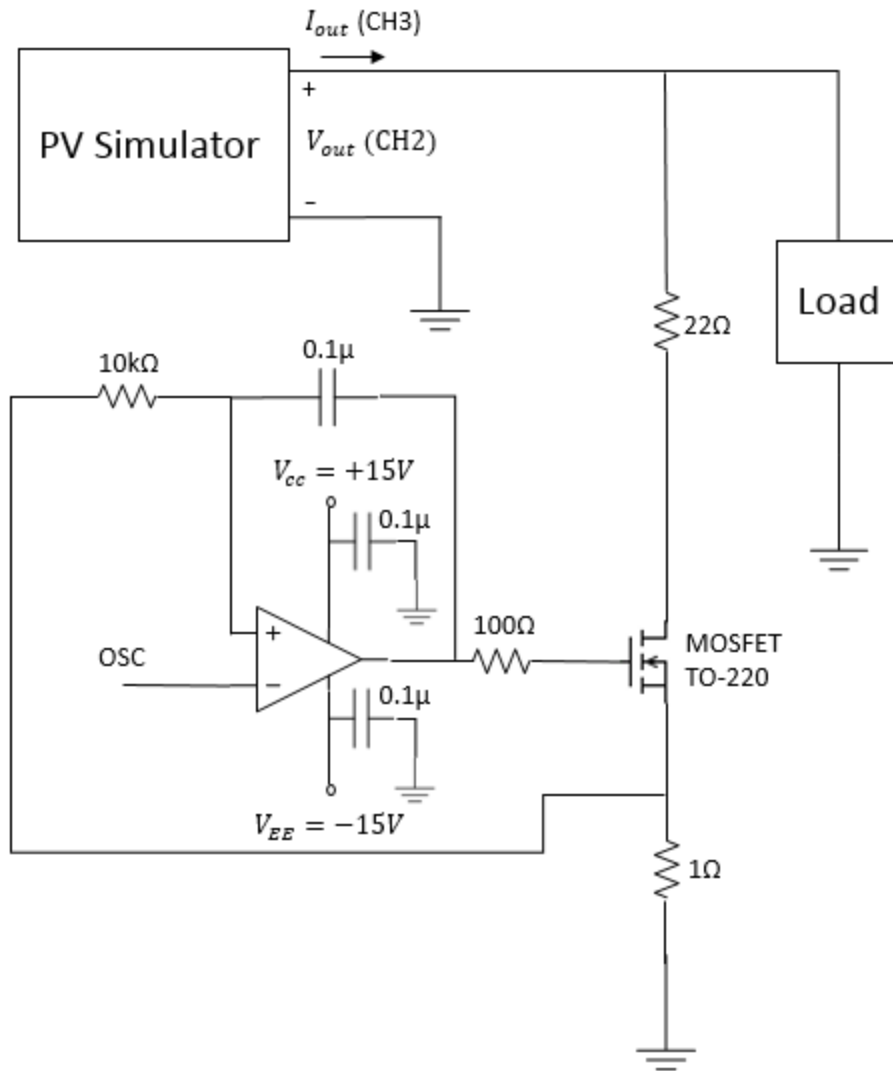 I_out (CH3)
+
PV Simulator
V_out (CH2)
-
22Ω
Load
10kΩ
0.1μ
V_cc = +15V
0.1μ
+
OSC
−
100Ω
MOSFET
TO-220
0.1μ
V_EE = −15V
1Ω